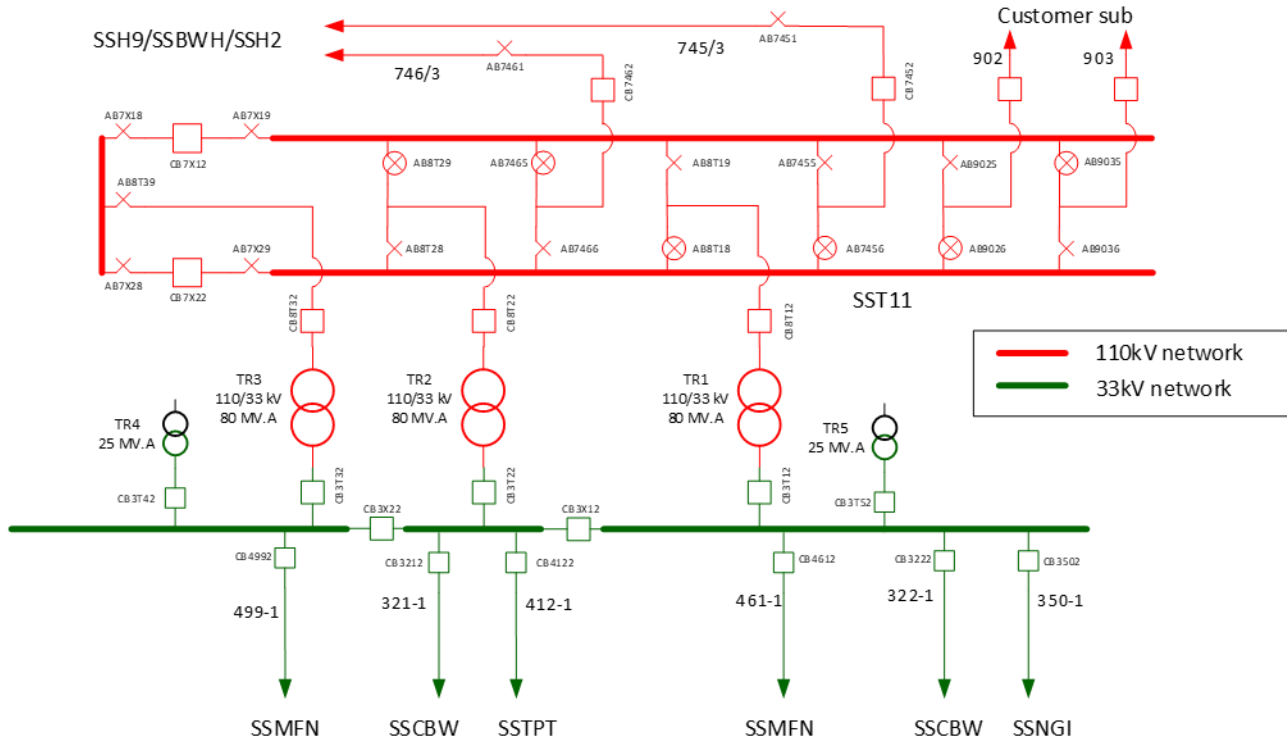 Customer sub
SSH9/SSBWH/SSH2
AB7451
745/3
746/3
AB7461
CB7462
CB7452
902
903
AB7X18
AB7X19
CB7X12
AB8T39
AB8T29
AB7465
AB8T19
AB7455
AB9025
AB9035
AB7X29
AB8T28
AB7466
AB8T18
AB7456
AB9026
AB9036
AB7X28
CB7X22
SST11
CB8T32
CB8T22
CB8T12
110kV network
33kV network
TR3
110/33 kV
80 MV.A
TR2
110/33 kV
80 MV.A
TR1
110/33 kV
80 MV.A
TR4
25 MV.A
TR5
25 MV.A
CB3T42
CB3T32
CB3T22
CB3T12
CB3T52
CB3X22
CB3X12
CB4992
CB3212
CB4122
CB4612
CB3222
CB3502
499-1
321-1
412-1
461-1
322-1
350-1
SSMFN
SSCBW
SSTPT
SSMFN
SSCBW
SSNGI